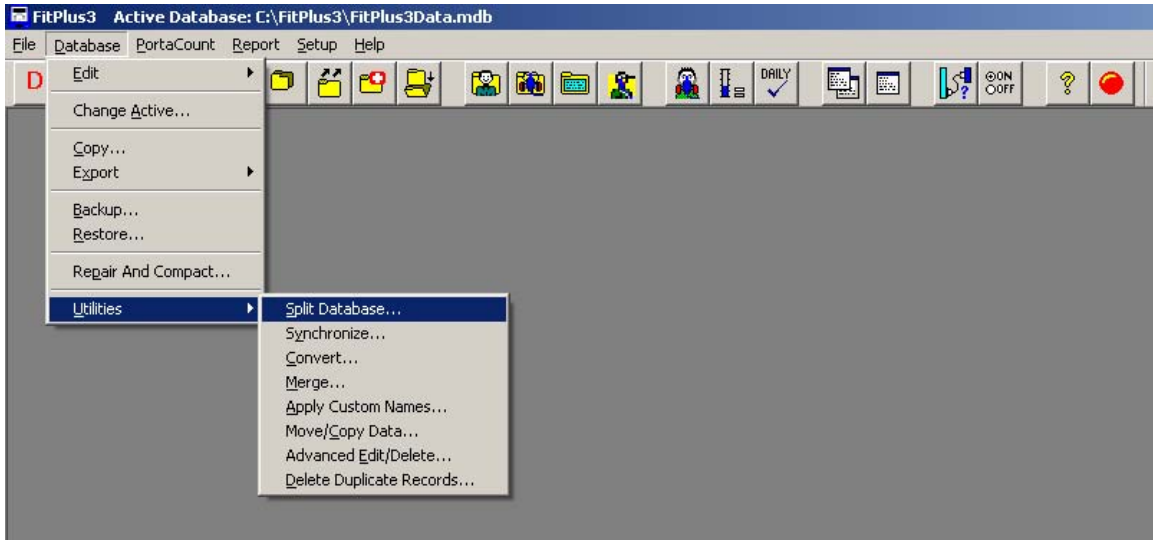 FitPlus3 Active Database: C:\FitPlus3\FitPlus3Data.mdb
File Database PortaCount Report Setup Help
D
DAILY
ON
OFF
?
?
Edit
Change Active...
Copy...
Export
Backup...
Restore...
Repair And Compact...
Utilities
Split Database...
Synchronize...
Convert...
Merge...
Apply Custom Names...
Move/Copy Data...
Advanced Edit/Delete...
Delete Duplicate Records...